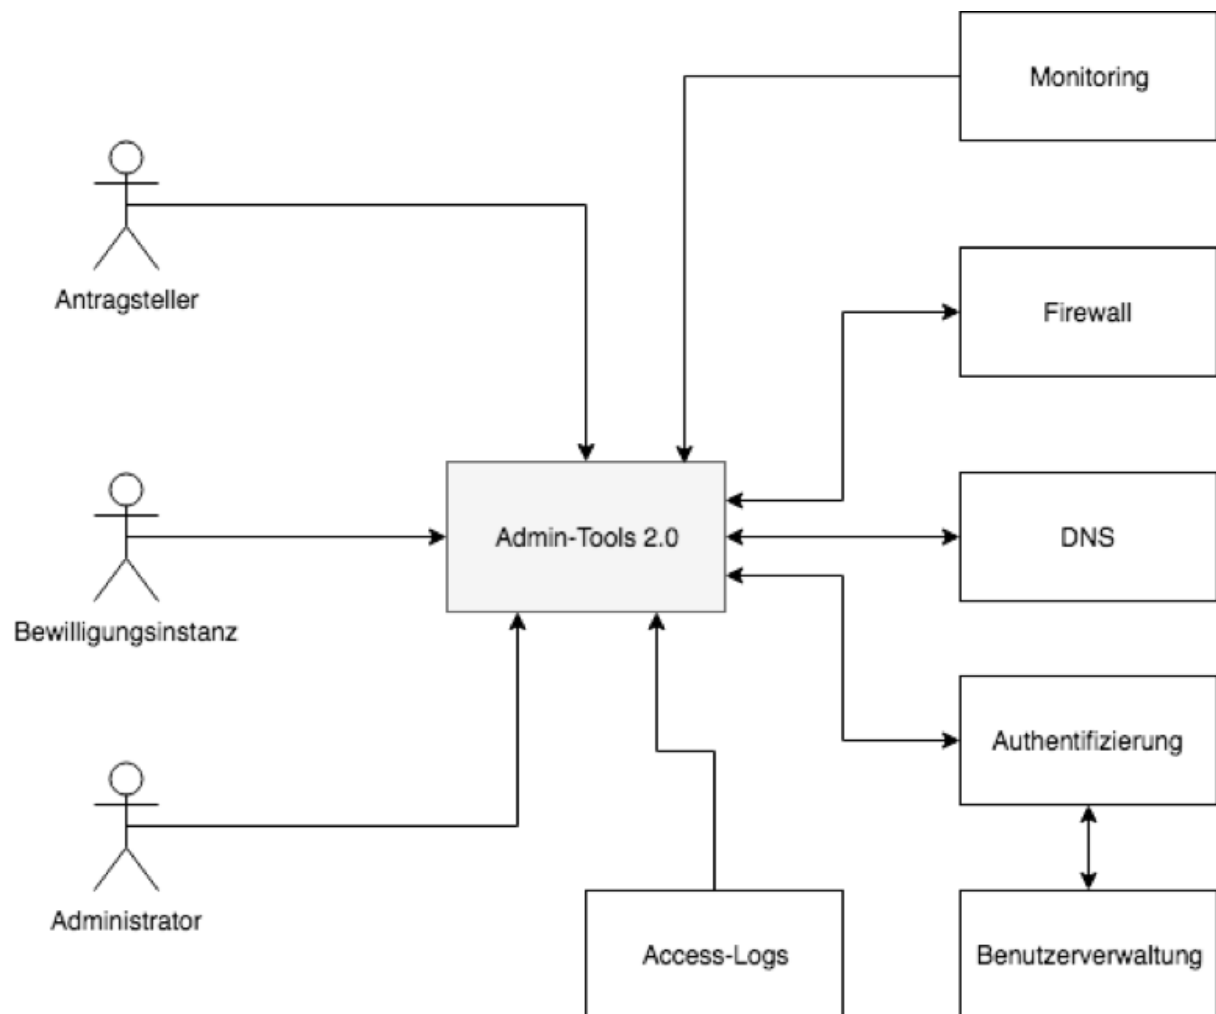 Monitoring
Antragsteller
Firewall
Admin-Tools 2.0
DNS
Bewilligungsinstanz
Authentifizierung
Administrator
Access-Logs
Benutzerverwaltung